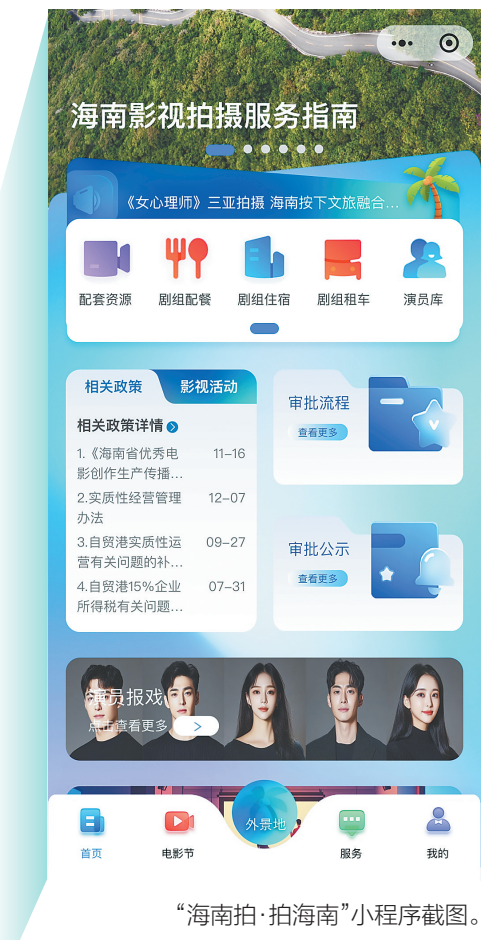 海南影视拍摄服务指南
《女心理师》三亚拍摄 海南按下文旅融合...
配套资源 剧组配餐 剧组住宿 剧组租车 演员库
相关政策 影视活动
相关政策详情
1.《海南省优秀电 11-16
影创作生产传播...
2.实质性经营管理 12-07
办法
3.自贸港实质性运 09-27
营有关问题的补...
4.自贸港15%企业 07-31
所得税有关问题...
审批流程
查看更多
审批公示
查看更多
演员报戏
点击查看更多
首页 电影节 外景地 服务 我的
“海南拍·拍海南”小程序截图。